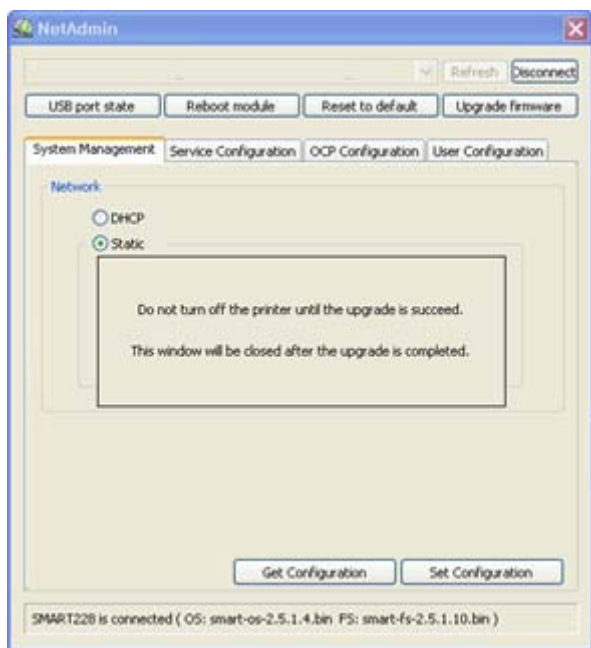 NetAdmin
Refresh Disconnect
USB port state Reboot module Reset to default Upgrade firmware
System Management Service Configuration OCP Configuration User Configuration
Network
DHCP
Static
Do not turn off the printer until the upgrade is succeed.
This window will be closed after the upgrade is completed.
Get Configuration Set Configuration
SMART228 is connected ( OS: smart-os-2.5.1.4.bin FS: smart-fs-2.5.1.10.bin )